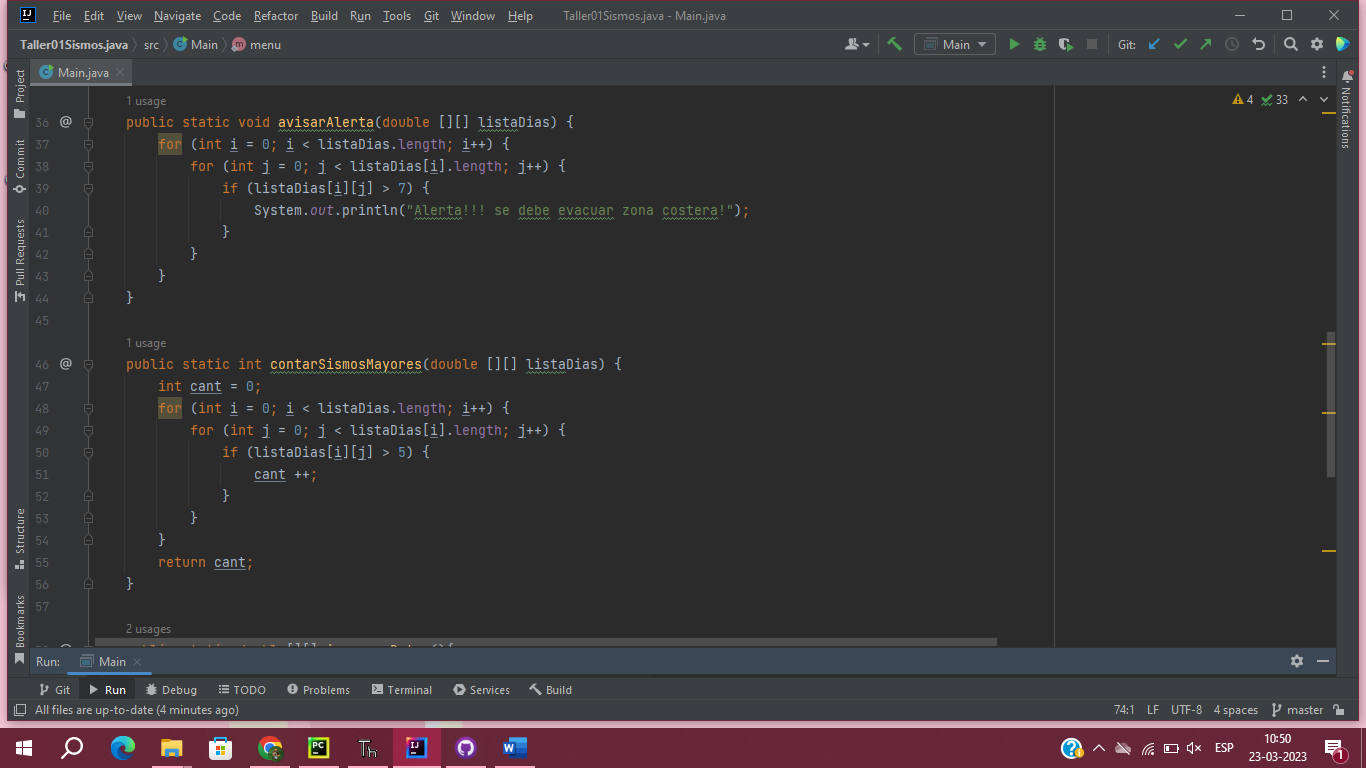 File Edit View Navigate Code Refactor Build Run Tools Git Window Help Taller01Sismos.java - Main.java
Taller01Sismos.java src Main menu Main Git:
Main.java
Project
Commit
Pull Requests
Structure
Bookmarks
Notifications
4 33
1 usage
36 @ public static void avisarAlerta(double [][] listaDias) {
37 for (int i = 0; i < listaDias.length; i++) {
38 for (int j = 0; j < listaDias[i].length; j++) {
39 if (listaDias[i][j] > 7) {
40 System.out.println("Alerta!!! se debe evacuar zona costera!");
41 }
42 }
43 }
44 }
45
1 usage
46 @ public static int contarSismosMayores(double [][] listaDias) {
47 int cant = 0;
48 for (int i = 0; i < listaDias.length; i++) {
49 for (int j = 0; j < listaDias[i].length; j++) {
50 if (listaDias[i][j] > 5) {
51 cant ++;
52 }
53 }
54 }
55 return cant;
56 }
57
2 usages
Run: Main
Git Run Debug TODO Problems Terminal Services Build
All files are up-to-date (4 minutes ago) 74:1 LF UTF-8 4 spaces master
ESP 10:50
23-03-2023 1